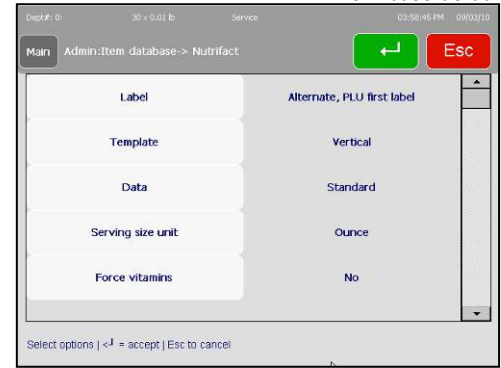 Dept#: 0: 30 x 0.01 lb Service 03:58:45 PM 09/03/10
Main Admin:Item database-> Nutrifact Esc
Label Alternate, PLU first label
Template Vertical
Data Standard
Serving size unit Ounce
Force vitamins No
Select options | <┘ = accept | Esc to cancel